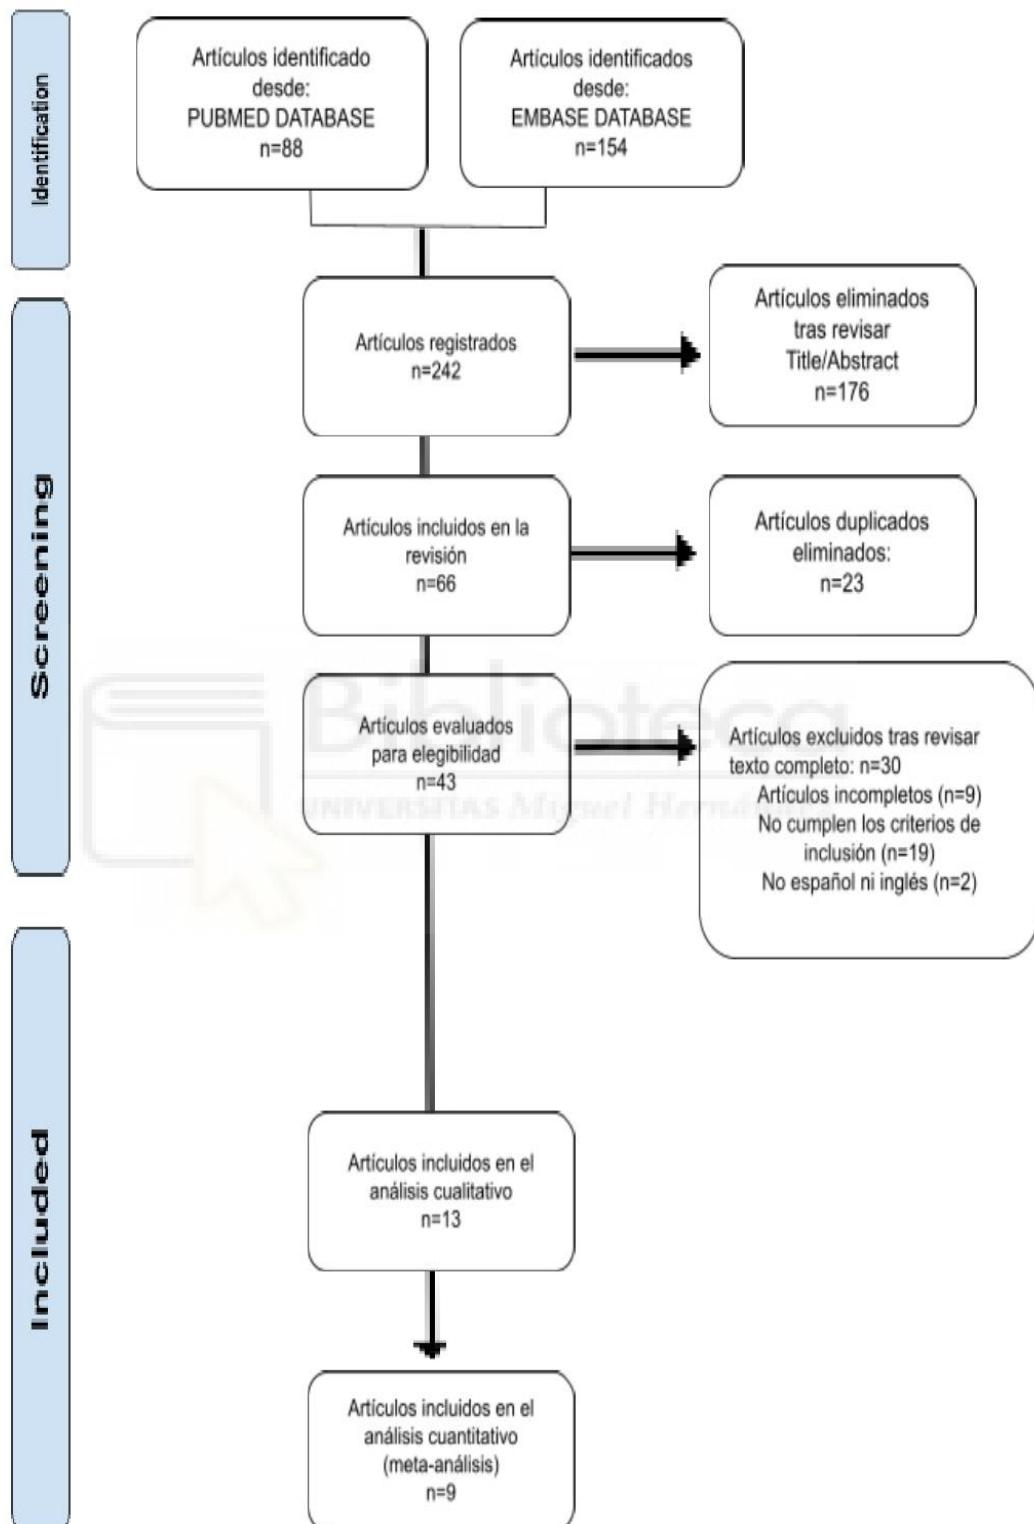 Identification
Artículos identificado
desde:
PUBMED DATABASE
n=88
Artículos identificados
desde:
EMBASE DATABASE
n=154
Screening
Artículos registrados
n=242
Artículos eliminados
tras revisar
Title/Abstract
n=176
Artículos incluidos en la
revisión
n=66
Artículos duplicados
eliminados:
n=23
Artículos evaluados
para elegibilidad
n=43
Artículos excluidos tras revisar
texto completo: n=30
Artículos incompletos (n=9)
No cumplen los criterios de
inclusión (n=19)
No español ni inglés (n=2)
Biblioteca
UNIVERSITAS Miguel Hernández
Included
Artículos incluidos en el
análisis cualitativo
n=13
Artículos incluidos en el
análisis cuantitativo
(meta-análisis)
n=9